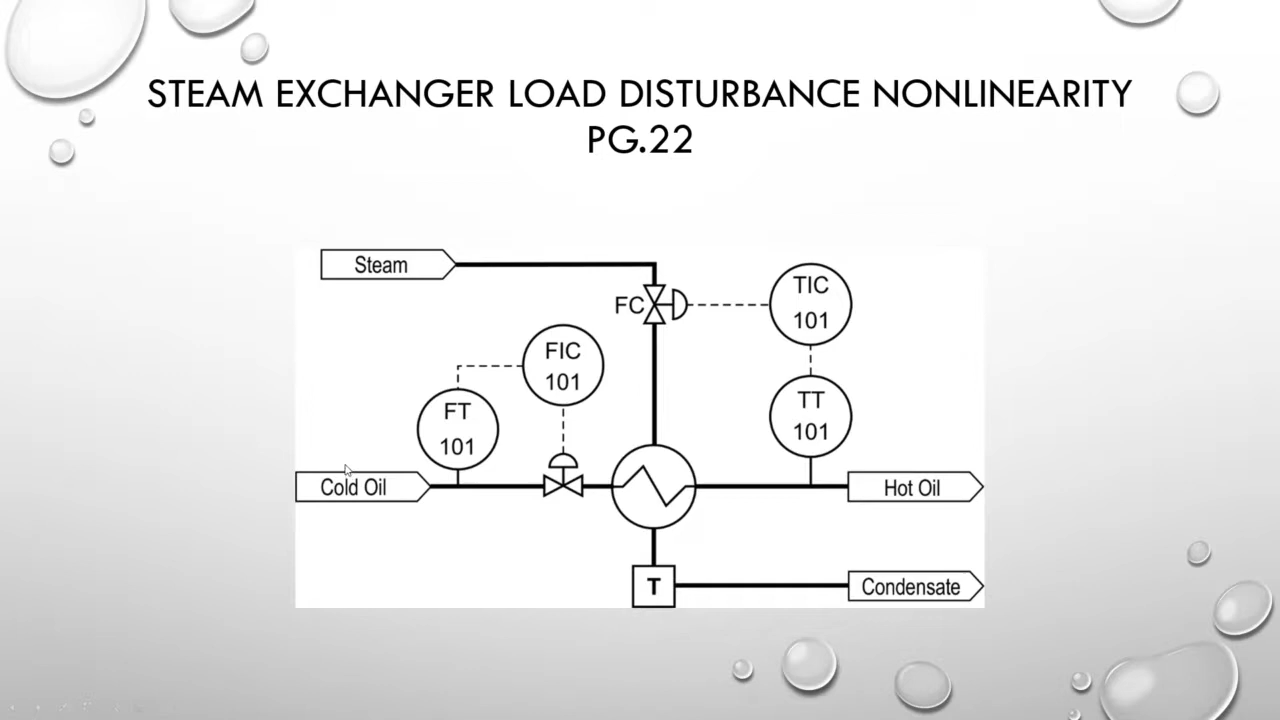 STEAM EXCHANGER LOAD DISTURBANCE NONLINEARITY
PG.22
Steam
FC
TIC
101
FIC
101
FT
101
TT
101
Cold Oil
Hot Oil
T
Condensate